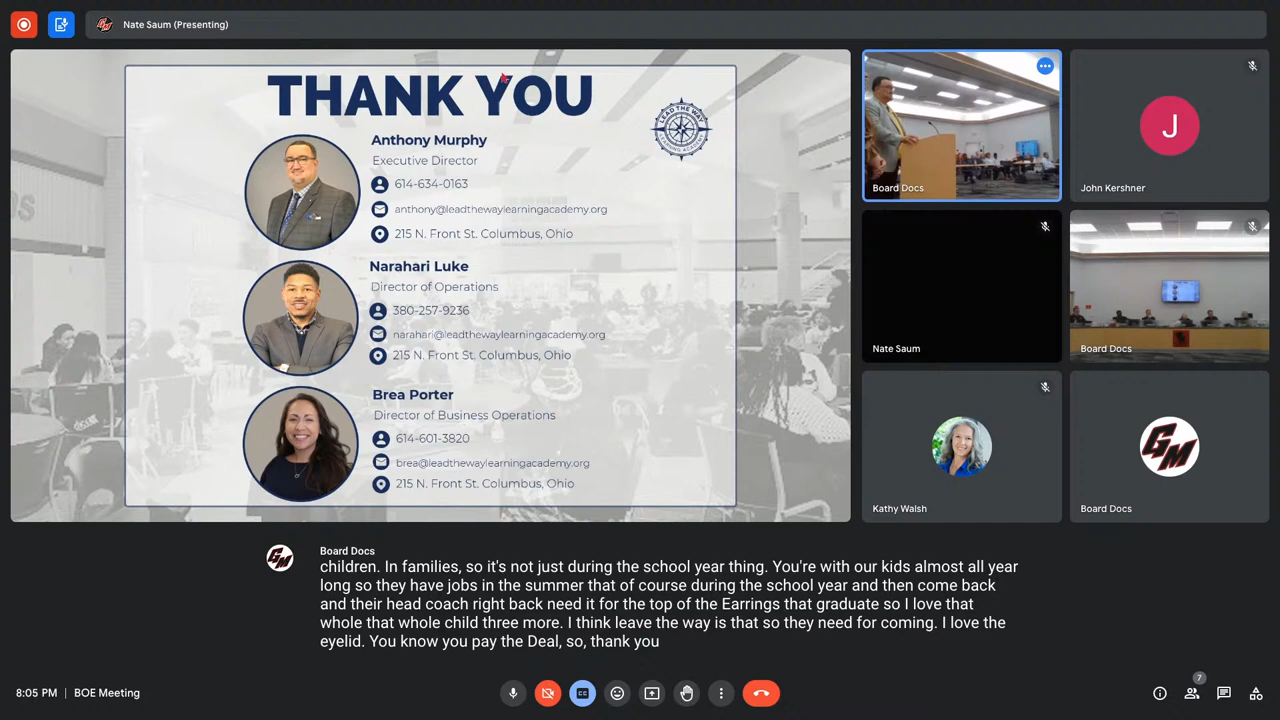 Nate Saum (Presenting)
THANK YOU
LEAD THE WAY
LEARNING ACADEMY
Anthony Murphy
Executive Director
614-634-0163
anthony@leadthewaylearningacademy.org
215 N. Front St. Columbus, Ohio
Narahari Luke
Director of Operations
380-257-9236
narahari@leadthewaylearningacademy.org
215 N. Front St. Columbus, Ohio
Brea Porter
Director of Business Operations
614-601-3820
brea@leadthewaylearningacademy.org
215 N. Front St. Columbus, Ohio
Board Docs
J
John Kershner
Nate Saum
Board Docs
Kathy Walsh
GM
Board Docs
Board Docs
children. In families, so it's not just during the school year thing. You're with our kids almost all year
long so they have jobs in the summer that of course during the school year and then come back
and their head coach right back need it for the top of the Earrings that graduate so I love that
whole that whole child three more. I think leave the way is that so they need for coming. I love the
eyelid. You know you pay the Deal, so, thank you
8:05 PM | BOE Meeting
CC
7